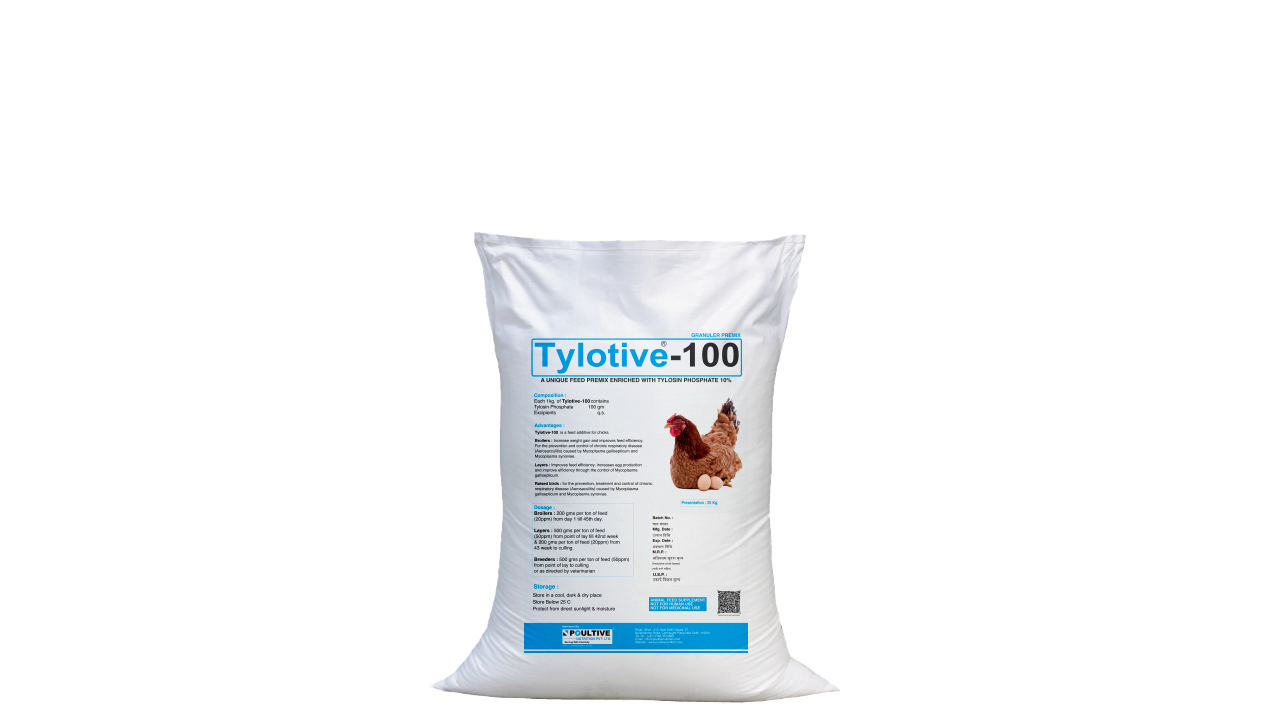 GRANULER PREMIX
Tylotive®-100
A UNIQUE FEED PREMIX ENRICHED WITH TYLOSIN PHOSPHATE 10%
Composition :
Each 1kg. of Tylotive-100 contains
Tylosin Phosphate 100 gm
Excipients q.s.
Advantages :
Tylotive-100 is a feed additive for chicks.
Broilers : Increase weight gain and improves feed efficiency.
For the prevention and control of chronic respiratory disease
(Aerosaculitis) caused by Mycoplasma gallisepticum and
Mycoplasma synoviae.
Layers : Improves feed efficiency, increases egg production
and improve efficiency through the control of Mycoplasma
gallisepticum.
Raised birds : for the prevention, treatment and control of chronic
respiratory disease (Aerosaculitis) caused by Mycoplasma
gallisepticum and Mycoplasma synoviae.
Presentation : 25 Kg.
Dosage :
Broilers : 200 gms per ton of feed
(20ppm) from day 1 till 45th day.
Layers : 500 gms per ton of feed
(50ppm) from point of lay till 42nd week
& 200 gms per ton of feed (20ppm) from
43 week to culling.
Breeders : 500 gms per ton of feed (50ppm)
from point of lay to culling
or as directed by vetarinarian
Batch No. :
Mfg. Date :
Exp. Date :
M.R.P. :
U.S.P. :
Storage :
Store in a cool, dark & dry place
Store Below 25 C
Protect from direct sunlight & moisture
ANIMAL FEED SUPPLEMENT
NOT FOR HUMAN USE
NOT FOR MEDICINAL USE
POULTIVE
NUTRITION PVT. LTD.